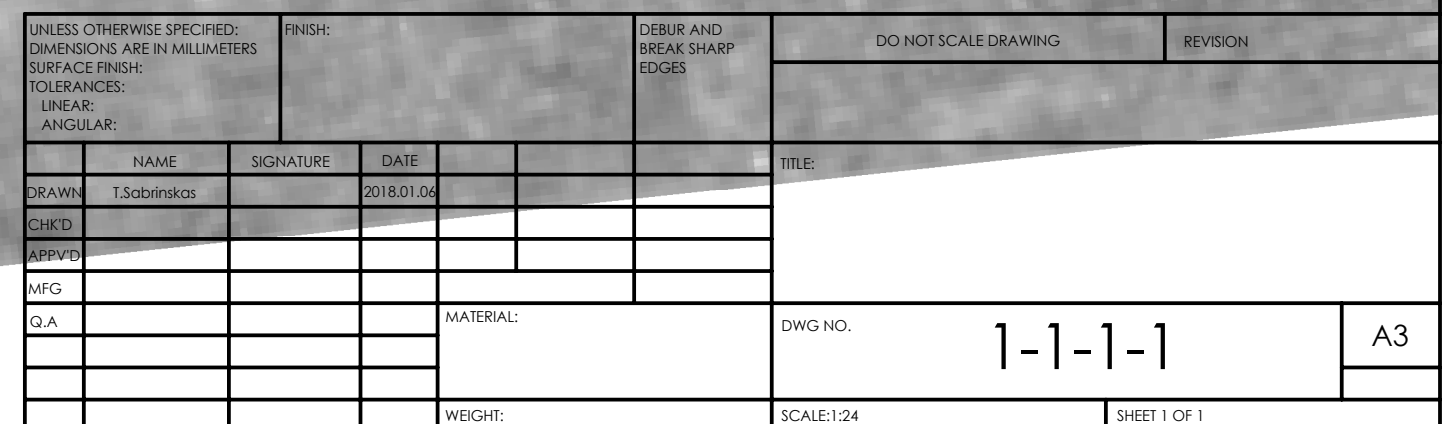 UNLESS OTHERWISE SPECIFIED:
DIMENSIONS ARE IN MILLIMETERS
SURFACE FINISH:
TOLERANCES:
LINEAR:
ANGULAR:
FINISH:
DEBUR AND
BREAK SHARP
EDGES
DO NOT SCALE DRAWING
REVISION
NAME SIGNATURE DATE
TITLE:
DRAWN T.Sabrinskas 2018.01.06
CHK'D
APPV'D
MFG
Q.A
MATERIAL:
DWG NO.
1-1-1-1
A3
WEIGHT:
SCALE:1:24
SHEET 1 OF 1